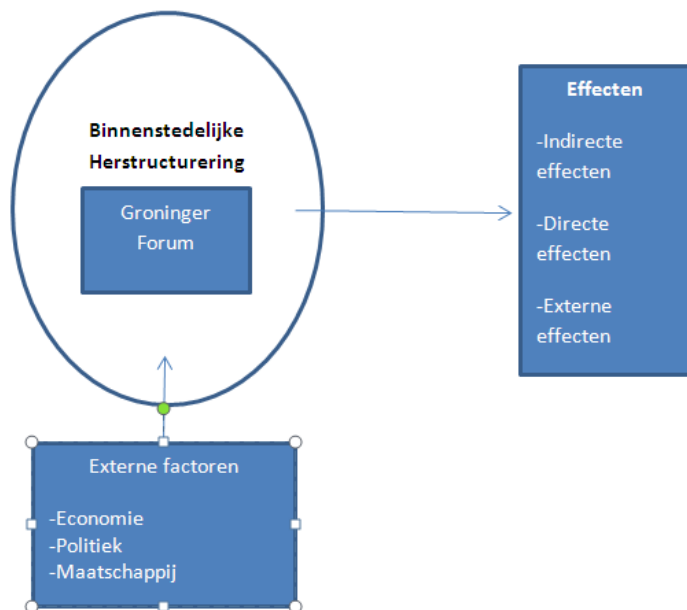 Binnenstedelijke
Herstructurering
Groninger
Forum
Effecten
-Indirecte
effecten
-Directe
effecten
-Externe
effecten
Externe factoren
-Economie
-Politiek
-Maatschappij